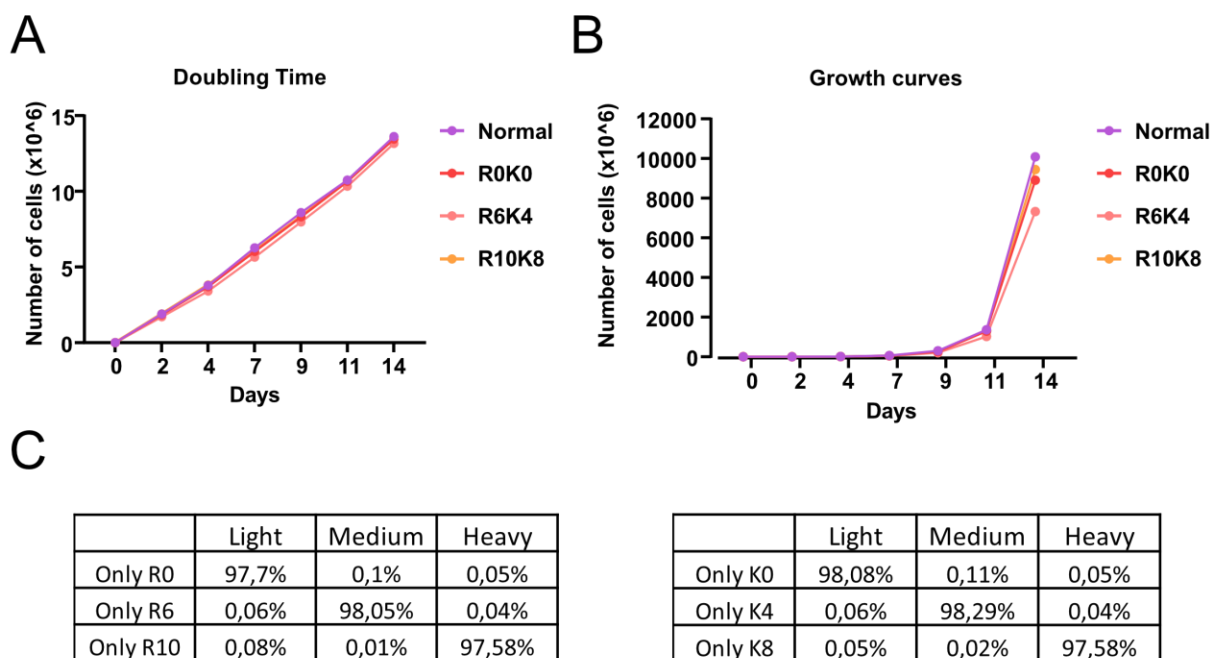 A
Doubling Time
Number of cells (x10^6)
15
10
5
0
0 2 4 7 9 11 14
Days
Normal
R0K0
R6K4
R10K8
B
Growth curves
Number of cells (x10^6)
12000
10000
8000
6000
4000
2000
0
0 2 4 7 9 11 14
Days
Normal
R0K0
R6K4
R10K8
C
Light Medium Heavy
Only R0 97,7% 0,1% 0,05%
Only R6 0,06% 98,05% 0,04%
Only R10 0,08% 0,01% 97,58%
Light Medium Heavy
Only K0 98,08% 0,11% 0,05%
Only K4 0,06% 98,29% 0,04%
Only K8 0,05% 0,02% 97,58%